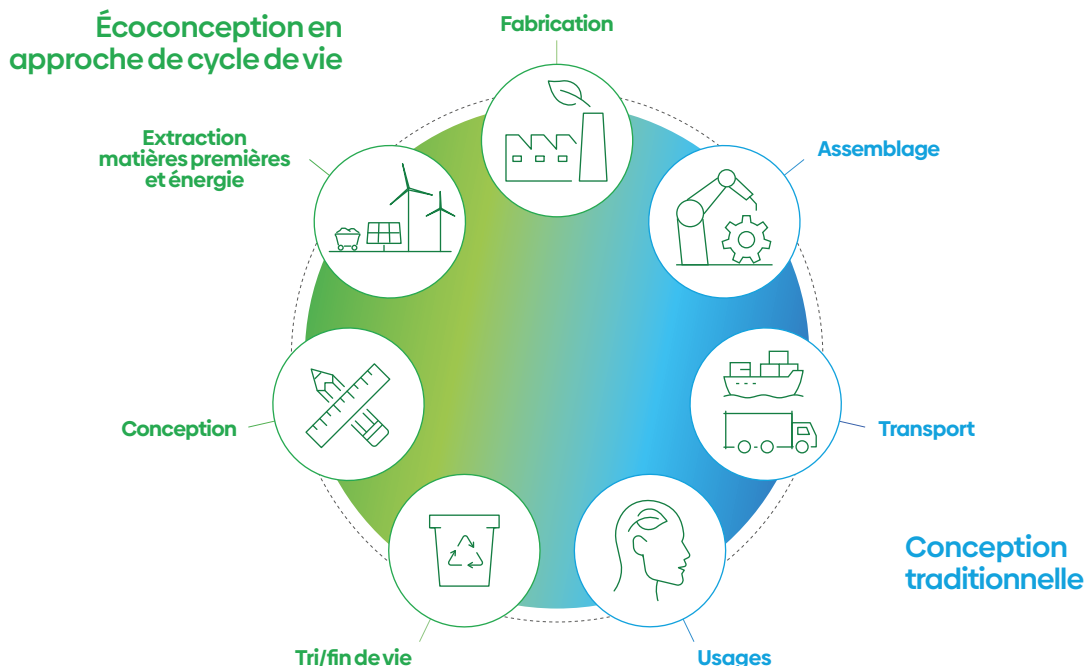 Écoconception en
approche de cycle de vie
Fabrication
Extraction
matières premières
et énergie
Assemblage
Conception
Transport
Conception
traditionnelle
Tri/fin de vie
Usages